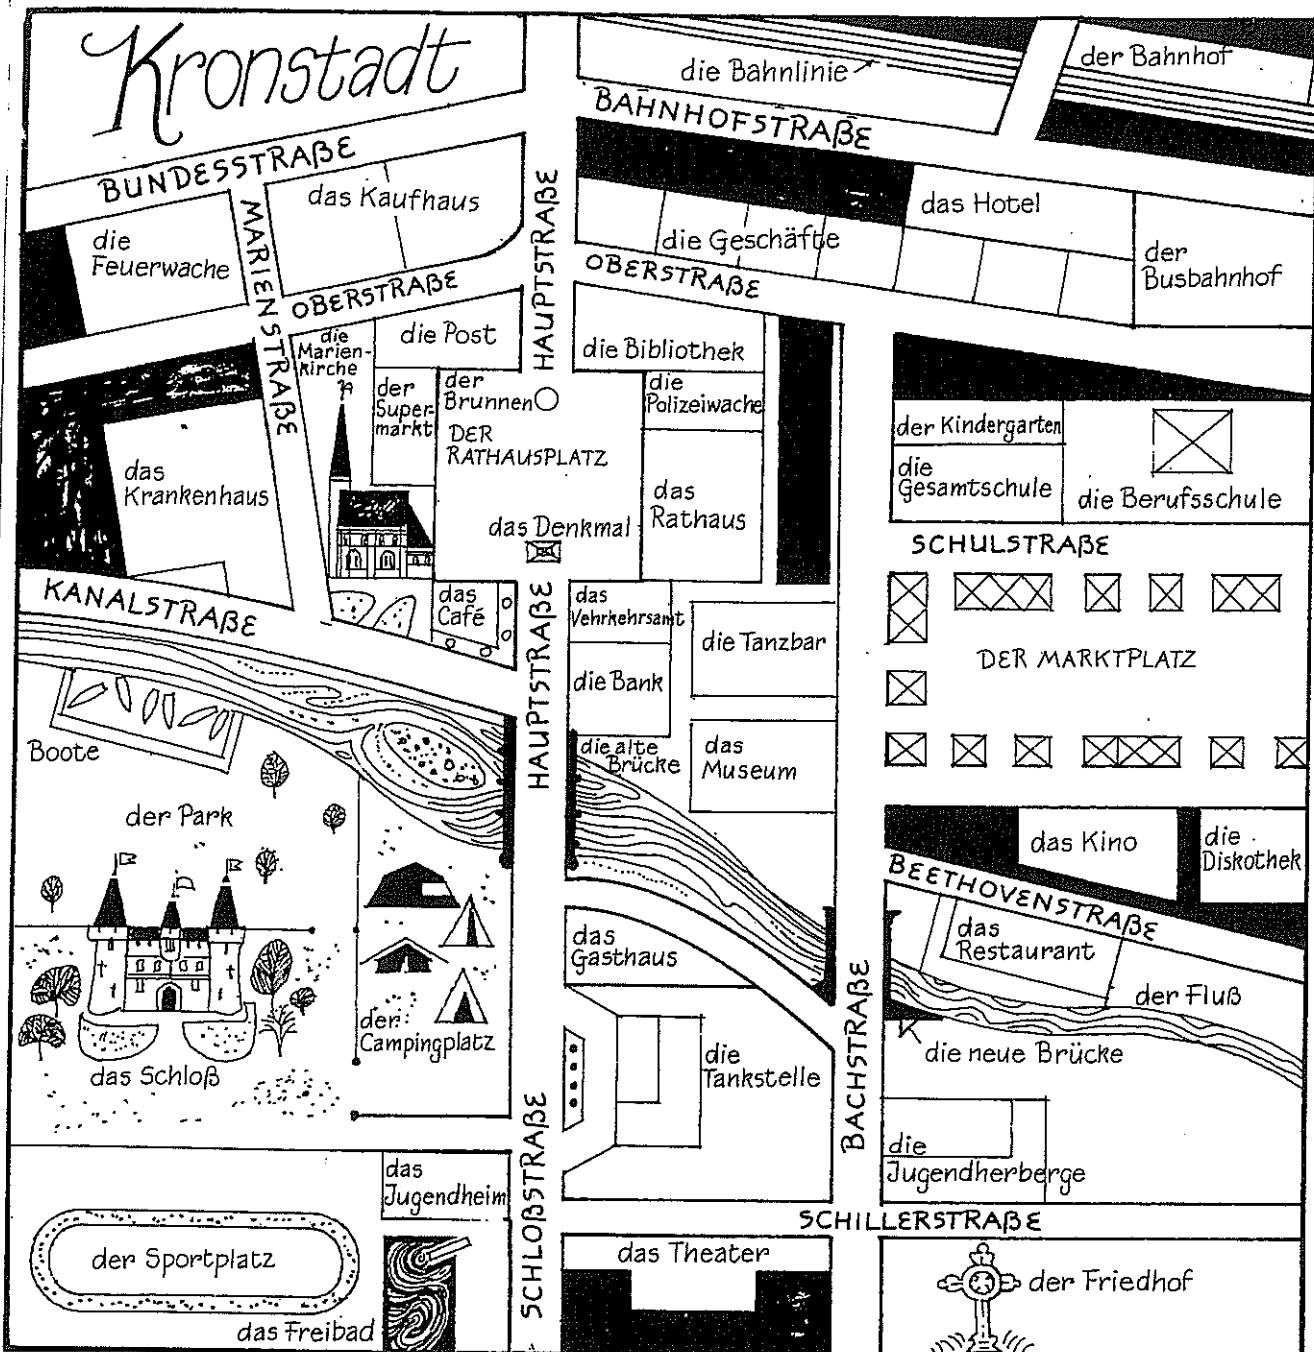 Kronstadt
die Bahnlinie
der Bahnhof
BAHNHOFSTRAßE
BUNDESSTRAßE
das Kaufhaus
HAUPTSTRAßE
das Hotel
die
Feuerwache
MARIENSTRAßE
die Geschäfte
der
Busbahnhof
OBERSTRAßE
OBERSTRAßE
die
Marien-
kirche
die Post
die Bibliothek
MARIENSTRAßE
der
Super-
markt
der
Brunnen
DER
RATHAUSPLATZ
die
Polizeiwache
der Kindergarten
das
Krankenhaus
das
Rathaus
die
Gesamtschule
die Berufsschule
das Denkmal
SCHULSTRAßE
KANALSTRAßE
das
Café
HAUPTSTRAßE
das
Vehrkehrsamt
die Tanzbar
DER MARKTPLATZ
die Bank
Boote
die alte
Brücke
das
Museum
der Park
das Kino
die
Diskothek
BEETHOVENSTRAßE
das
Gasthaus
das
Restaurant
der Fluß
der
Campingplatz
das Schloß
die
Tankstelle
BACHSTRAßE
die neue Brücke
SCHLOßSTRAßE
das
Jugendheim
die
Jugendherberge
SCHILLERSTRAßE
der Sportplatz
das Theater
der Friedhof
das Freibad